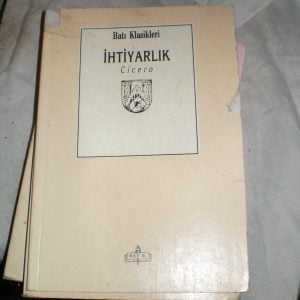 Batı Klasikleri
İHTİYARLIK
Cicero